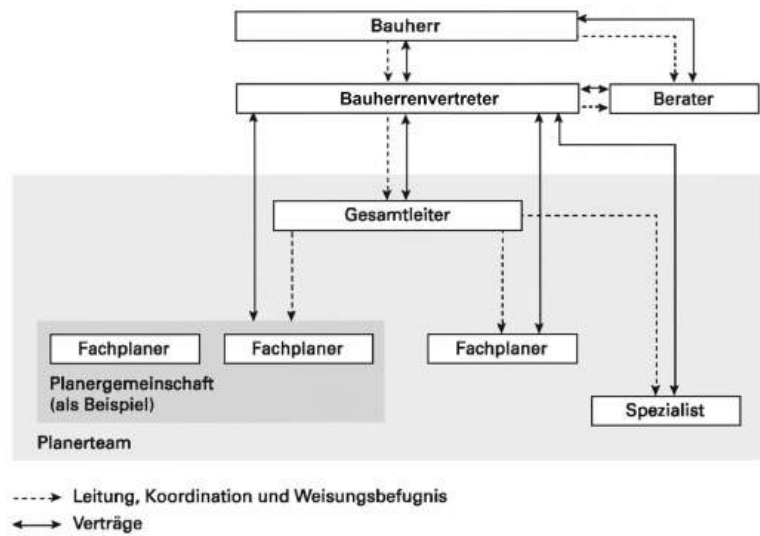 Bauherr
Bauherrenvertreter
Berater
Gesamtleiter
Fachplaner
Fachplaner
Fachplaner
Planergemeinschaft
(als Beispiel)
Spezialist
Planerteam
Leitung, Koordination und Weisungsbefugnis
Verträge